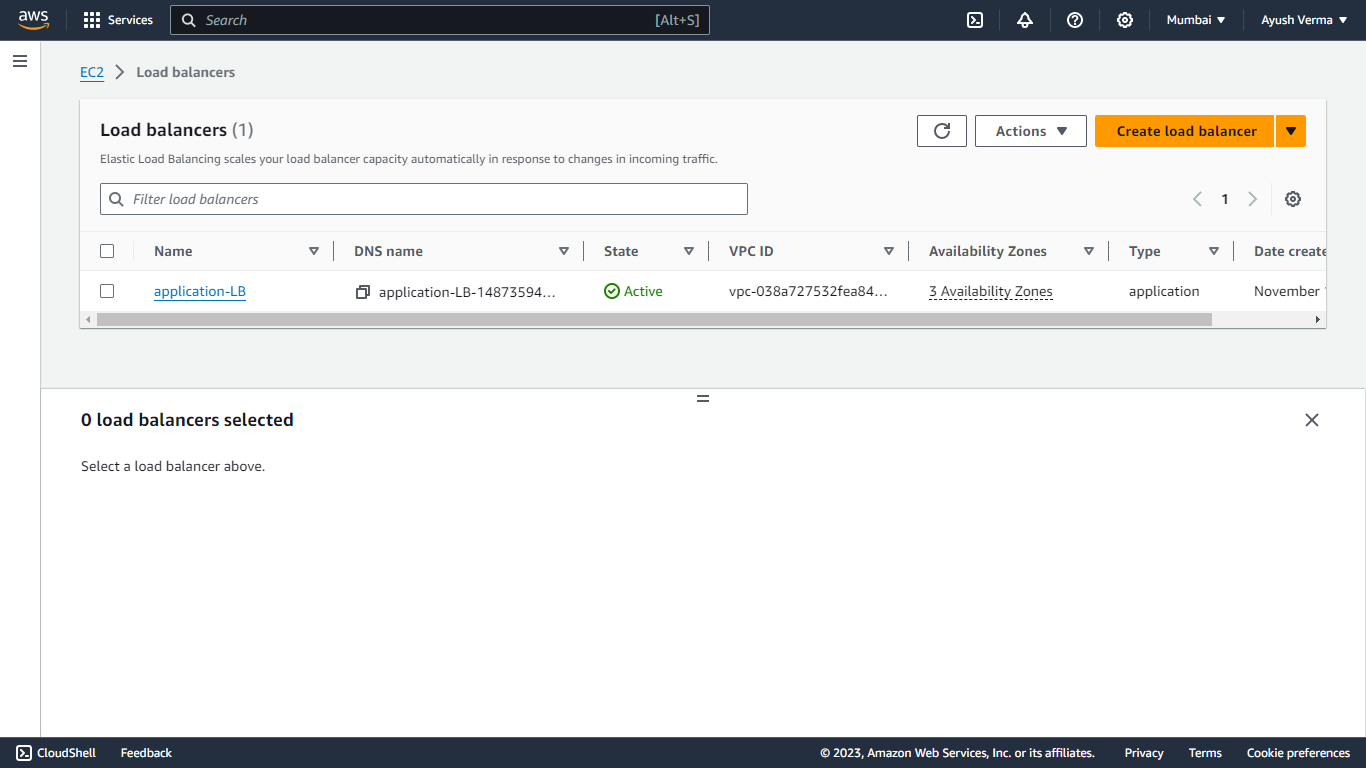 aws Services Search [Alt+S] Mumbai Ayush Verma
EC2 Load balancers
Load balancers (1) Actions Create load balancer
Elastic Load Balancing scales your load balancer capacity automatically in response to changes in incoming traffic.
Filter load balancers 1
Name DNS name State VPC ID Availability Zones Type Date create
application-LB application-LB-14873594... Active vpc-038a727532fea84... 3 Availability Zones application November
0 load balancers selected
Select a load balancer above.
CloudShell Feedback © 2023, Amazon Web Services, Inc. or its affiliates. Privacy Terms Cookie preferences